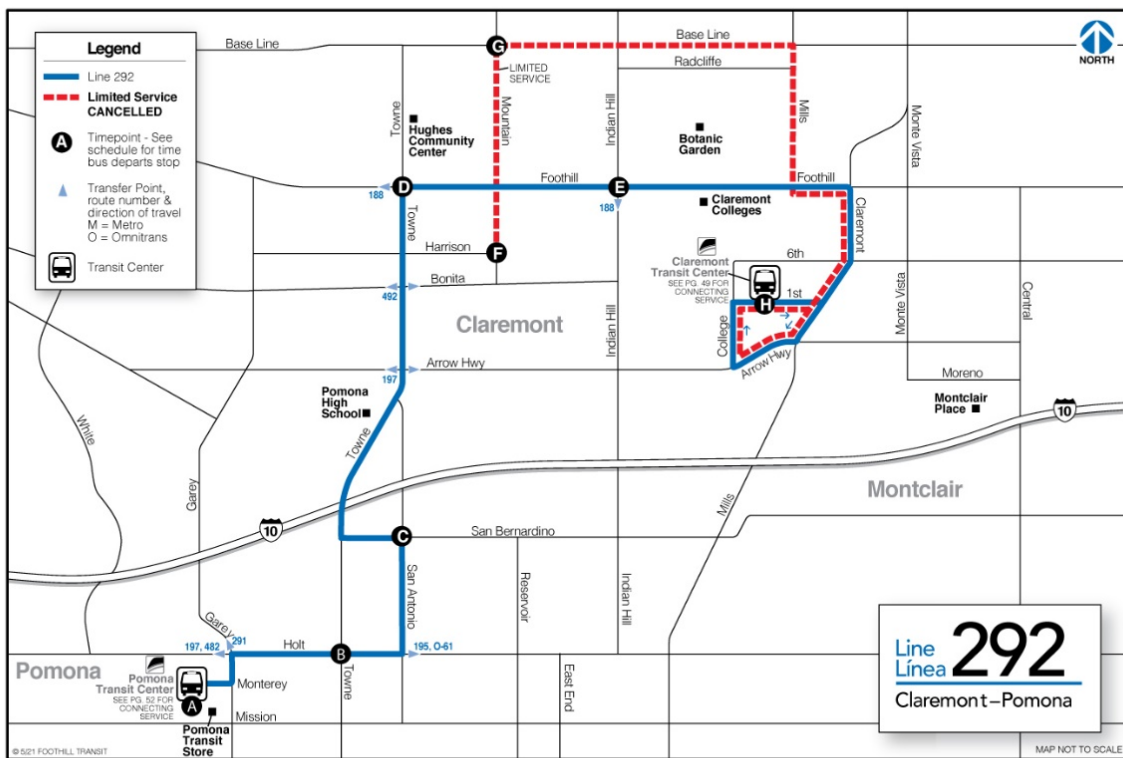 Legend
Line 292
Limited Service
CANCELLED
A
Timepoint - See
schedule for time
bus departs stop
Transfer Point,
route number &
direction of travel
M = Metro
O = Omnitrans
Transit Center
NORTH
Base Line
G
Base Line
LIMITED
SERVICE
Radcliffe
Towne
Mountain
Indian Hill
Mills
Monte Vista
Hughes
Community
Center
Botanic
Garden
D
Foothill
E
Foothill
188
188
Claremont
Colleges
Claremont
Towne
Harrison
F
6th
Claremont
Transit Center
SEE PG. 49 FOR
CONNECTING
SERVICE
Bonita
492
1st
H
Monte Vista
Central
Claremont
Indian Hill
College
Arrow Hwy
197
Arrow Hwy
Moreno
Pomona
High
School
Montclair
Place
10
White
Garey
Towne
Montclair
10
Mills
C
San Bernardino
San Antonio
Reservoir
Indian Hill
Garey
291
197, 482
Holt
B
195, O-61
Pomona
Pomona
Transit Center
SEE PG. 52 FOR
CONNECTING
SERVICE
A
Monterey
Towne
East End
Mission
Pomona
Transit
Store
Line
Línea
292
Claremont–Pomona
© 5/21 FOOTHILL TRANSIT
MAP NOT TO SCALE